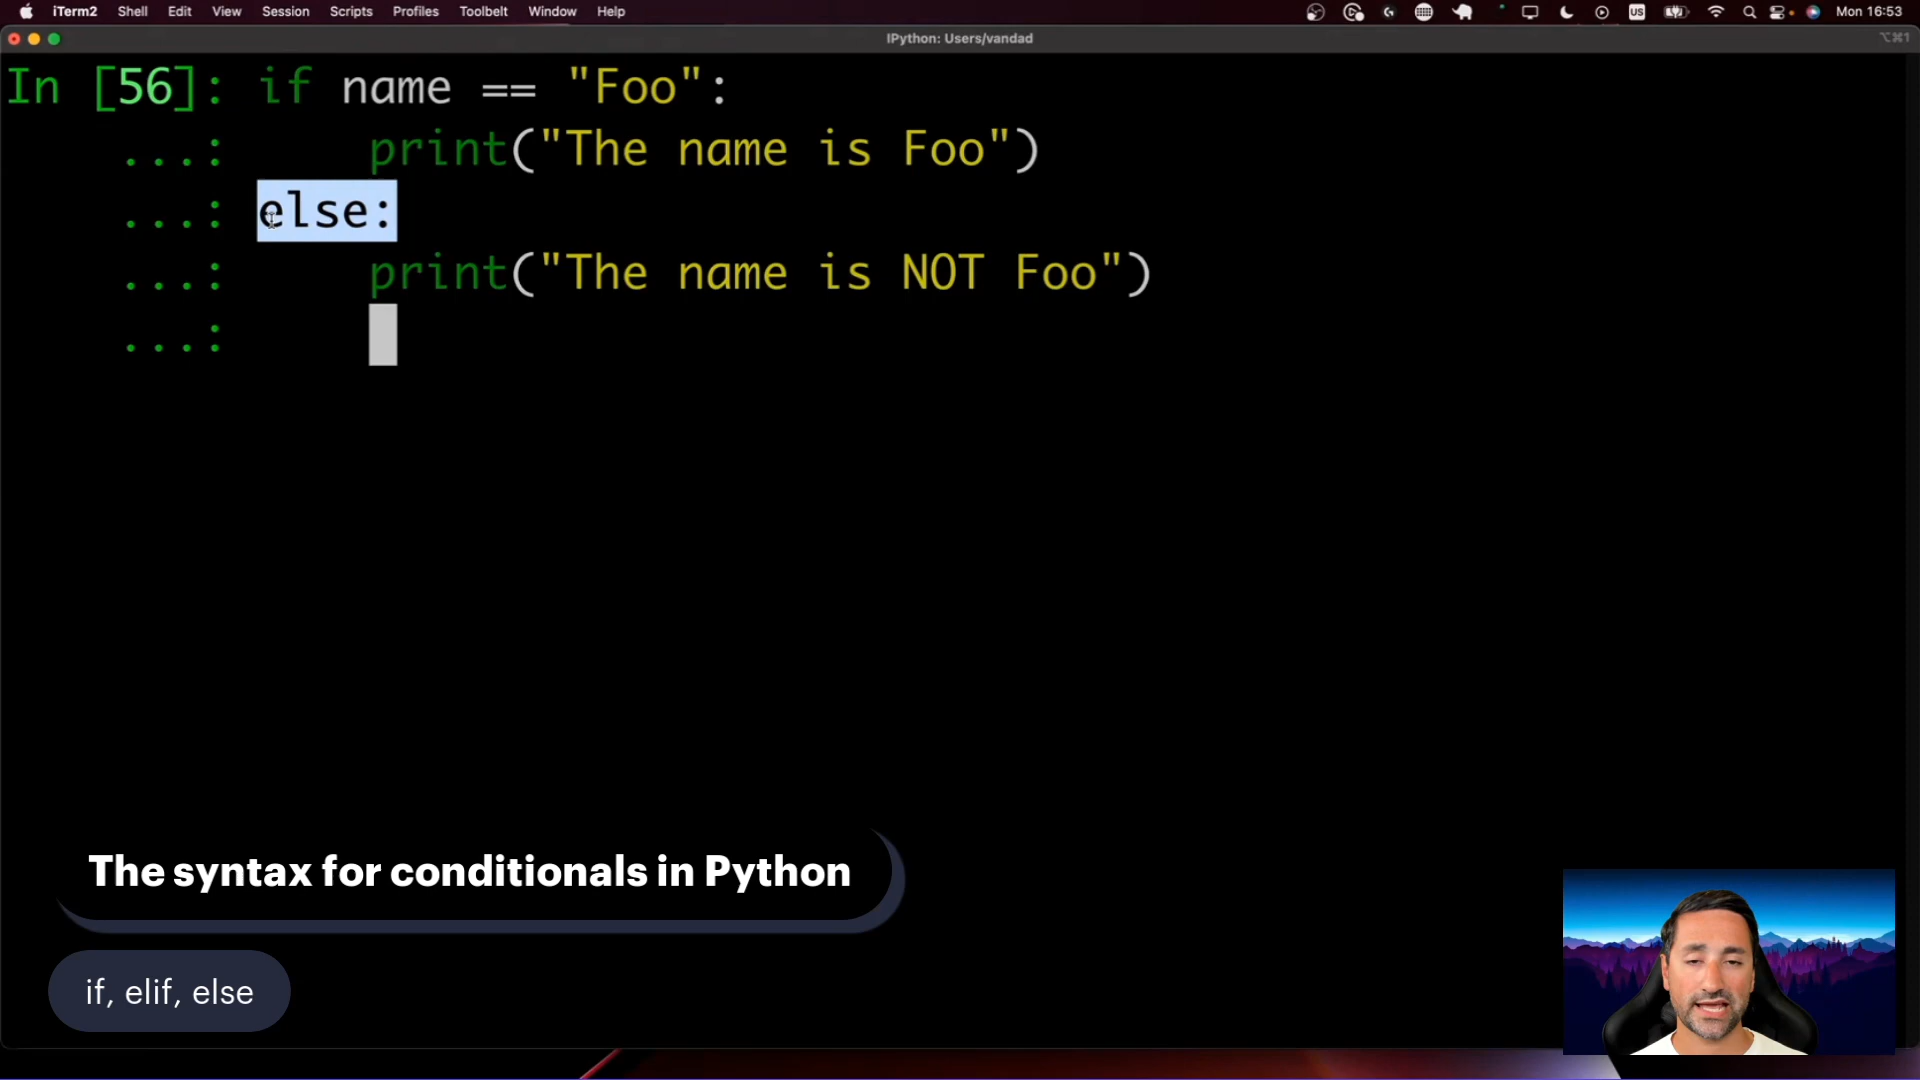 iTerm2 Shell Edit View Session Scripts Profiles Toolbelt Window Help US Mon 16:53
IPython: Users/vandad ⌥⌘1
In [56]: if name == "Foo":
...: print("The name is Foo")
...: else:
...: print("The name is NOT Foo")
...:
The syntax for conditionals in Python
if, elif, else